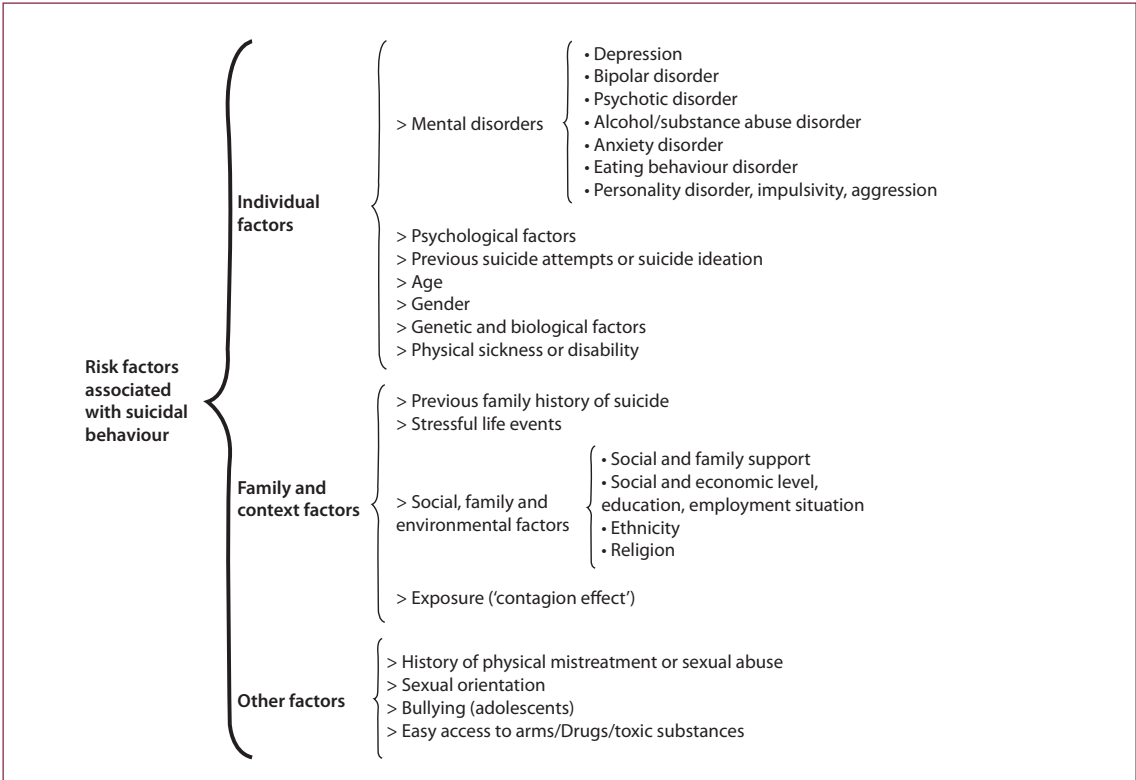 Risk factors
associated
with suicidal
behaviour
Individual
factors
> Mental disorders
• Depression
• Bipolar disorder
• Psychotic disorder
• Alcohol/substance abuse disorder
• Anxiety disorder
• Eating behaviour disorder
• Personality disorder, impulsivity, aggression
> Psychological factors
> Previous suicide attempts or suicide ideation
> Age
> Gender
> Genetic and biological factors
> Physical sickness or disability
Family and
context factors
> Previous family history of suicide
> Stressful life events
> Social, family and
environmental factors
• Social and family support
• Social and economic level,
education, employment situation
• Ethnicity
• Religion
> Exposure (‘contagion effect’)
Other factors
> History of physical mistreatment or sexual abuse
> Sexual orientation
> Bullying (adolescents)
> Easy access to arms/Drugs/toxic substances